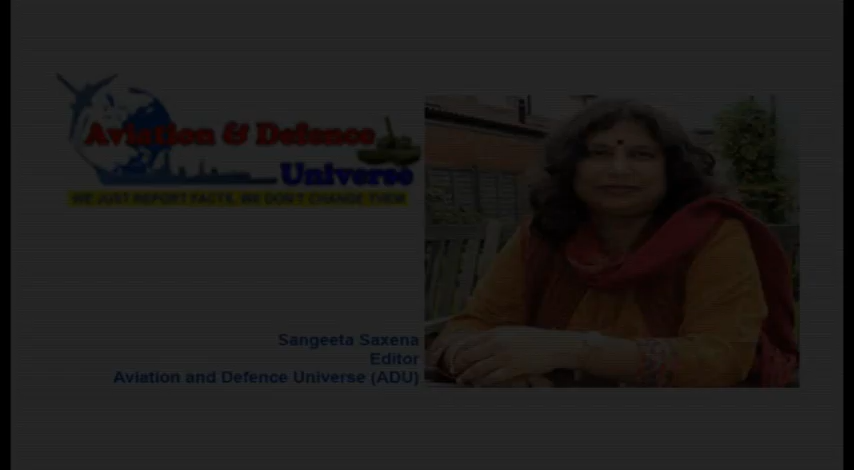 Aviation & Defence
Universe
WE JUST REPORT FACTS, WE DON'T CHANGE THEM
Sangeeta Saxena
Editor
Aviation and Defence Universe (ADU)